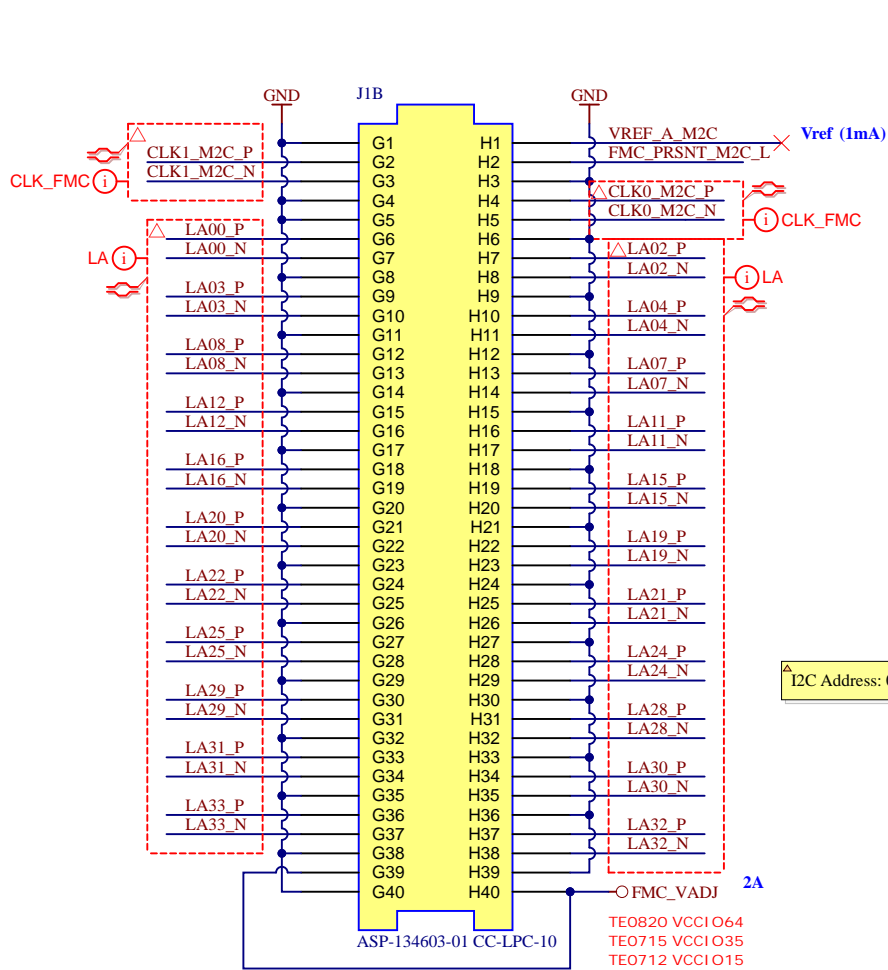 GND
J1B
GND
G1
H1
VREF_A_M2C
Vref (1mA)
CLK1_M2C_P
G2
H2
FMC_PRSNT_M2C_L
CLK_FMC
i
CLK1_M2C_N
G3
H3
G4
H4
CLK0_M2C_P
G5
H5
CLK0_M2C_N
i
CLK_FMC
LA00_P
G6
H6
LA
i
LA00_N
G7
H7
LA02_P
G8
H8
LA02_N
i
LA
LA03_P
G9
H9
LA03_N
G10
H10
LA04_P
G11
H11
LA04_N
LA08_P
G12
H12
LA08_N
G13
H13
LA07_P
G14
H14
LA07_N
LA12_P
G15
H15
LA12_N
G16
H16
LA11_P
G17
H17
LA11_N
LA16_P
G18
H18
LA16_N
G19
H19
LA15_P
G20
H20
LA15_N
LA20_P
G21
H21
LA20_N
G22
H22
LA19_P
G23
H23
LA19_N
LA22_P
G24
H24
LA22_N
G25
H25
LA21_P
G26
H26
LA21_N
LA25_P
G27
H27
LA25_N
G28
H28
LA24_P
G29
H29
LA24_N
I2C Address:
LA29_P
G30
H30
LA29_N
G31
H31
LA28_P
G32
H32
LA28_N
LA31_P
G33
H33
LA31_N
G34
H34
LA30_P
G35
H35
LA30_N
LA33_P
G36
H36
LA33_N
G37
H37
LA32_P
G38
H38
LA32_N
G39
H39
G40
H40
FMC_VADJ
2A
TE0820 VCCIO64
TE0715 VCCIO35
TE0712 VCCIO15
ASP-134603-01 CC-LPC-10